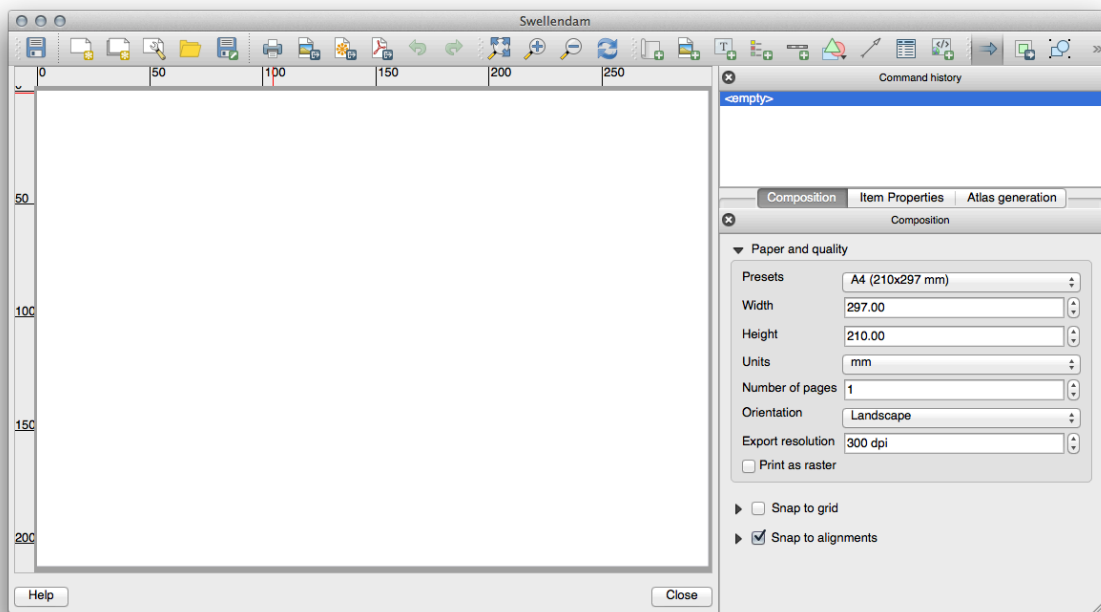 Swellendam
0 50 100 150 200 250
0
50
100
150
200
Help
Close
Command history
<empty>
Composition Item Properties Atlas generation
Composition
Paper and quality
Presets A4 (210x297 mm)
Width 297.00
Height 210.00
Units mm
Number of pages 1
Orientation Landscape
Export resolution 300 dpi
Print as raster
Snap to grid
Snap to alignments